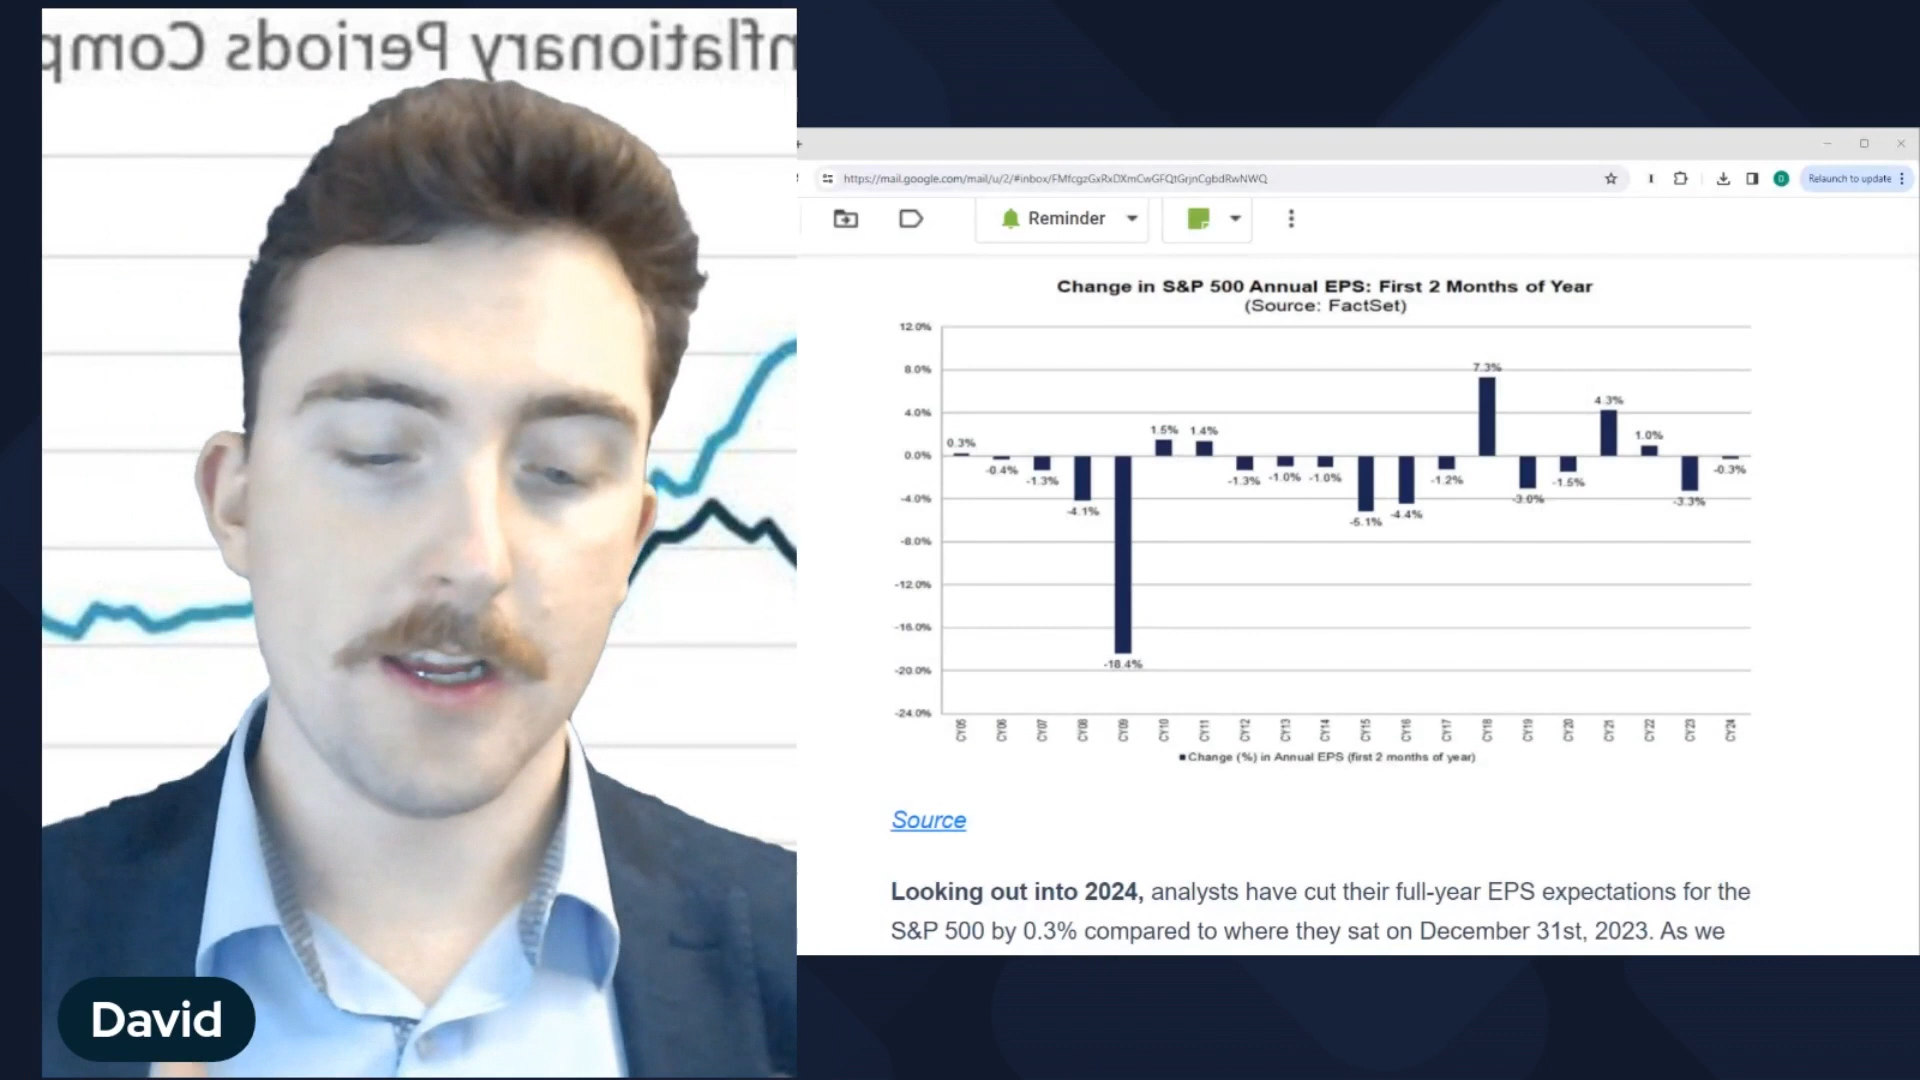 nflationary Periods Comp
David
https://mail.google.com/mail/u/2/#inbox/FMfcgzGxRxDXmCwGFQtGrjnCgbdRwNWQ
Relaunch to update
Reminder
Change in S&P 500 Annual EPS: First 2 Months of Year
(Source: FactSet)
12.0%
8.0%
4.0%
0.0%
-4.0%
-8.0%
-12.0%
-16.0%
-20.0%
-24.0%
0.3%
-0.4%
-1.3%
-4.1%
-18.4%
1.5%
1.4%
-1.3%
-1.0%
-1.0%
-5.1%
-4.4%
-1.2%
7.3%
-3.0%
-1.5%
4.3%
1.0%
-3.3%
-0.3%
CY05
CY06
CY07
CY08
CY09
CY10
CY11
CY12
CY13
CY14
CY15
CY16
CY17
CY18
CY19
CY20
CY21
CY22
CY23
CY24
Change (%) in Annual EPS (first 2 months of year)
Source
Looking out into 2024, analysts have cut their full-year EPS expectations for the
S&P 500 by 0.3% compared to where they sat on December 31st, 2023. As we